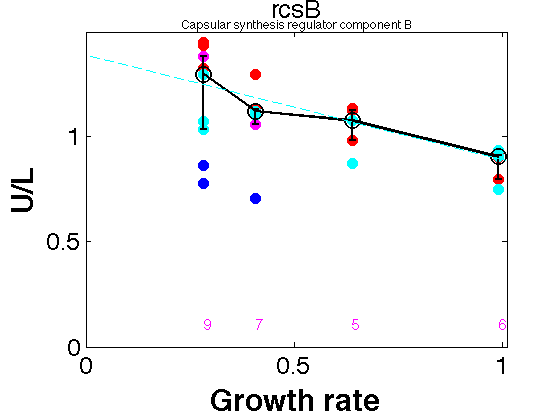 rcsB
Capsular synthesis regulator component B
U/L
1
0.5
0
9 7 5 6
0 0.5 1
Growth rate